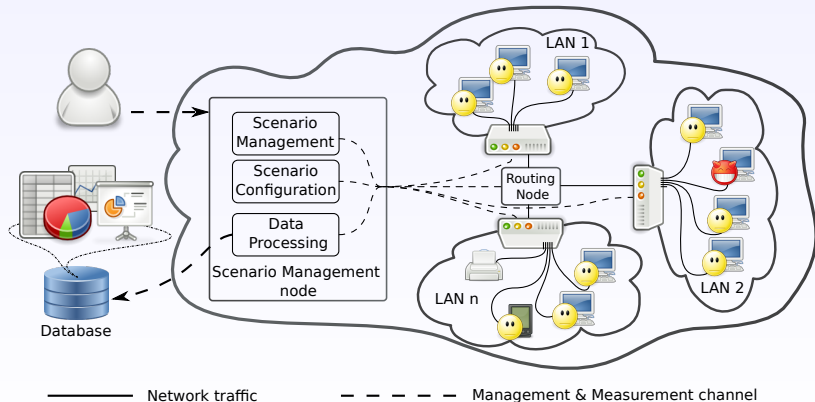 LAN 1
Scenario
Management
Scenario
Configuration
Data
Processing
Scenario Management
node
Routing
Node
LAN 2
LAN n
Database
Network traffic
Management & Measurement channel